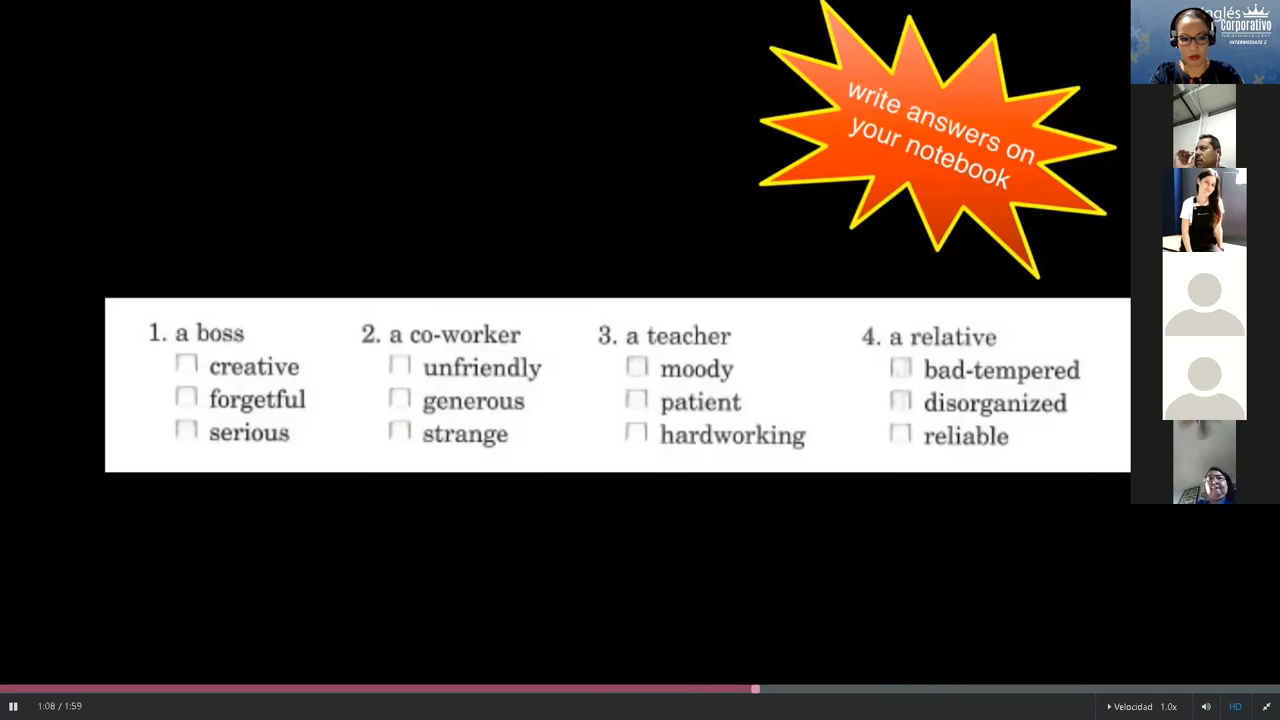 inglés
Corporativo
INTERMEDIATE 2
write answers on
your notebook
1. a boss
creative
forgetful
serious
2. a co-worker
unfriendly
generous
strange
3. a teacher
moody
patient
hardworking
4. a relative
bad-tempered
disorganized
reliable
1:08 / 1:59
Velocidad 1.0x
HD